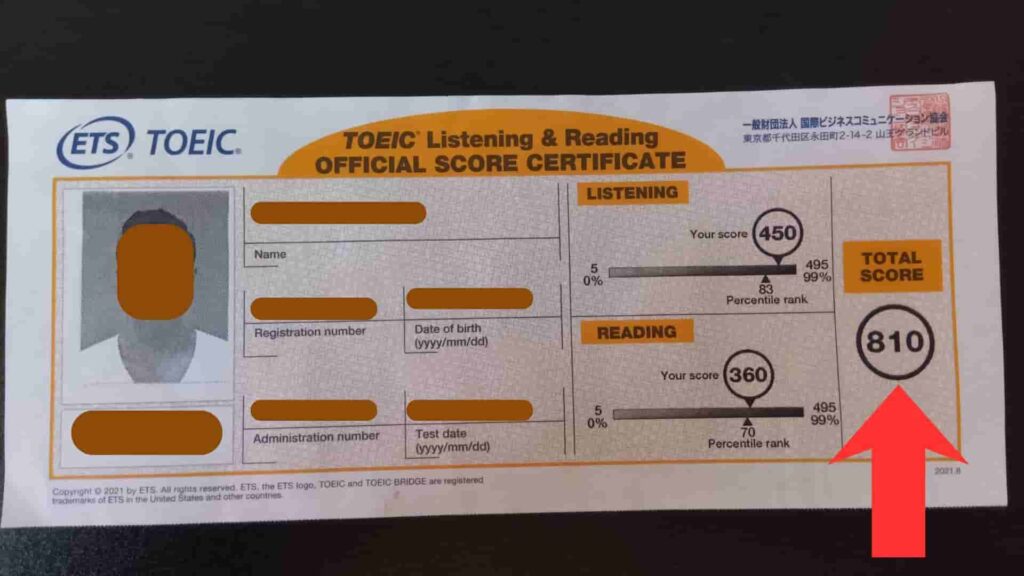 ETS® TOEIC®
TOEIC® Listening & Reading
OFFICIAL SCORE CERTIFICATE
一般財団法人 国際ビジネスコミュニケーション協会
東京都千代田区永田町2-14-2 山王グランドビル
Name
Registration number
Date of birth
(yyyy/mm/dd)
Administration number
Test date
(yyyy/mm/dd)
LISTENING
Your score 450
5
0%
495
99%
83
Percentile rank
READING
Your score 360
5
0%
495
99%
70
Percentile rank
TOTAL
SCORE
810
2021.8
Copyright © 2021 by ETS. All rights reserved. ETS, the ETS logo, TOEIC and TOEIC BRIDGE are registered
trademarks of ETS in the United States and other countries.